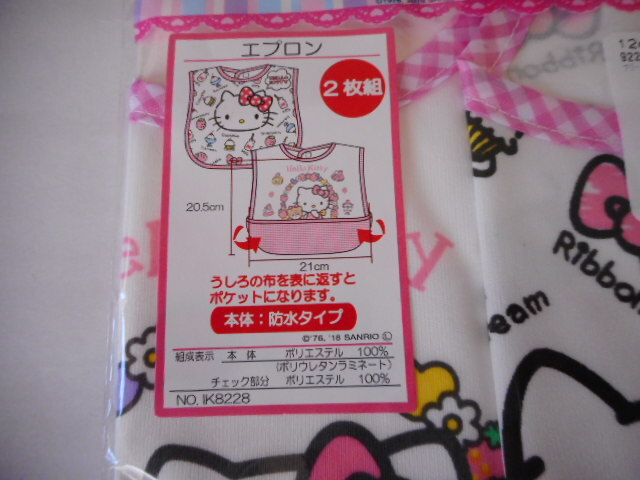 エプロン
2枚組
Hello Kitty
20.5cm
21cm
うしろの布を表に返すと
ポケットになります。
本体：防水タイプ
©'76, '18 SANRIO Ⓛ
組成表示 本体 ポリエステル 100%
(ポリウレタンラミネート)
チェック部分 ポリエステル 100%
NO. IK8228
Ribbon
Ribbon
eam